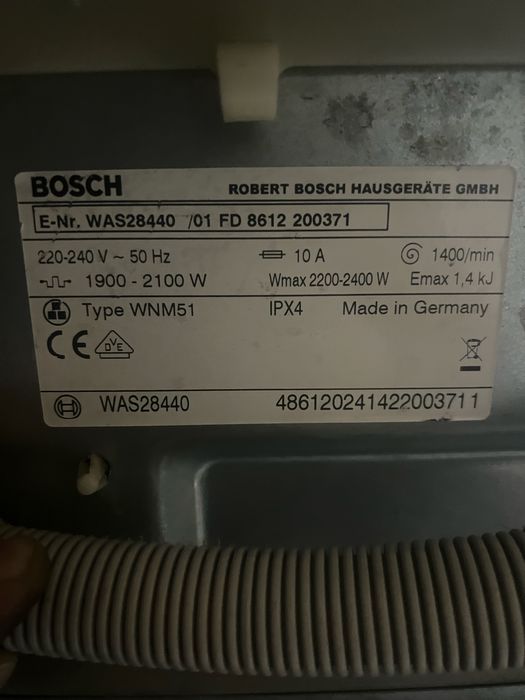 BOSCH ROBERT BOSCH HAUSGERÄTE GMBH
E-Nr. WAS28440 /01 FD 8612 200371
220-240 V ~ 50 Hz 10 A 1400/min
1900 - 2100 W Wmax 2200-2400 W Emax 1,4 kJ
Type WNM51 IPX4 Made in Germany
CE DVE
WAS28440 486120241422003711